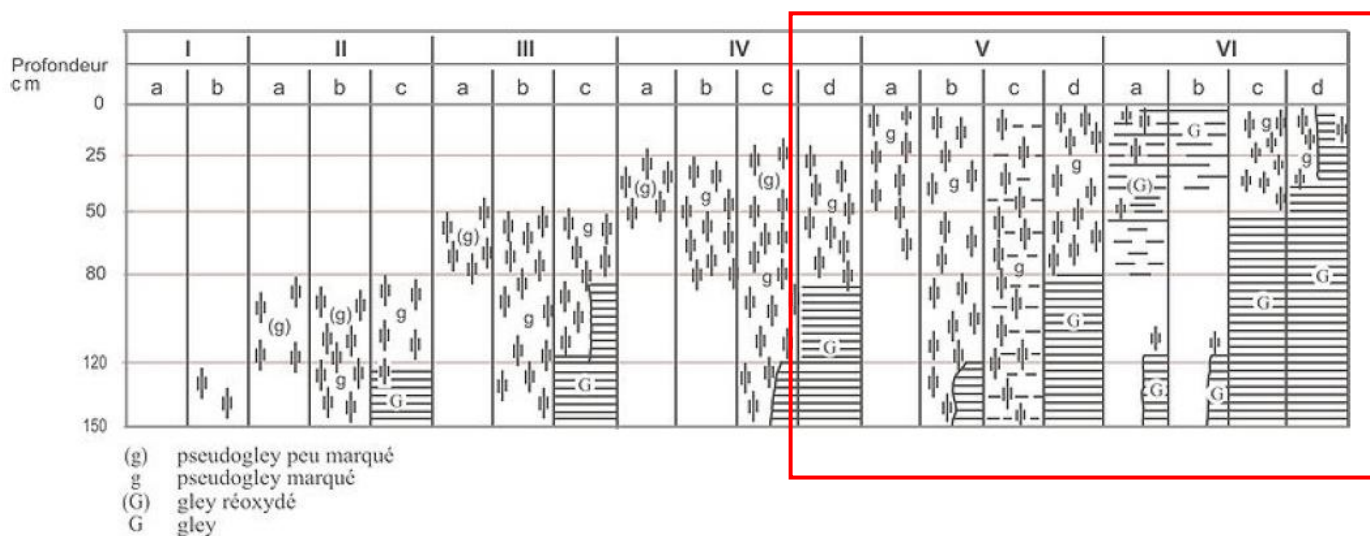 I II III IV V VI
Profondeur
cm
a b a b c a b c a b c d a b c d a b c d
0
g G g
(g) g
25
g
(g) (g) g g g (G)
50
(g) g g
80
g g
(g) (g) g G
g G G
120
g G G G
G
150
(g) pseudogley peu marqué
g pseudogley marqué
(G) gley réoxydé
G gley